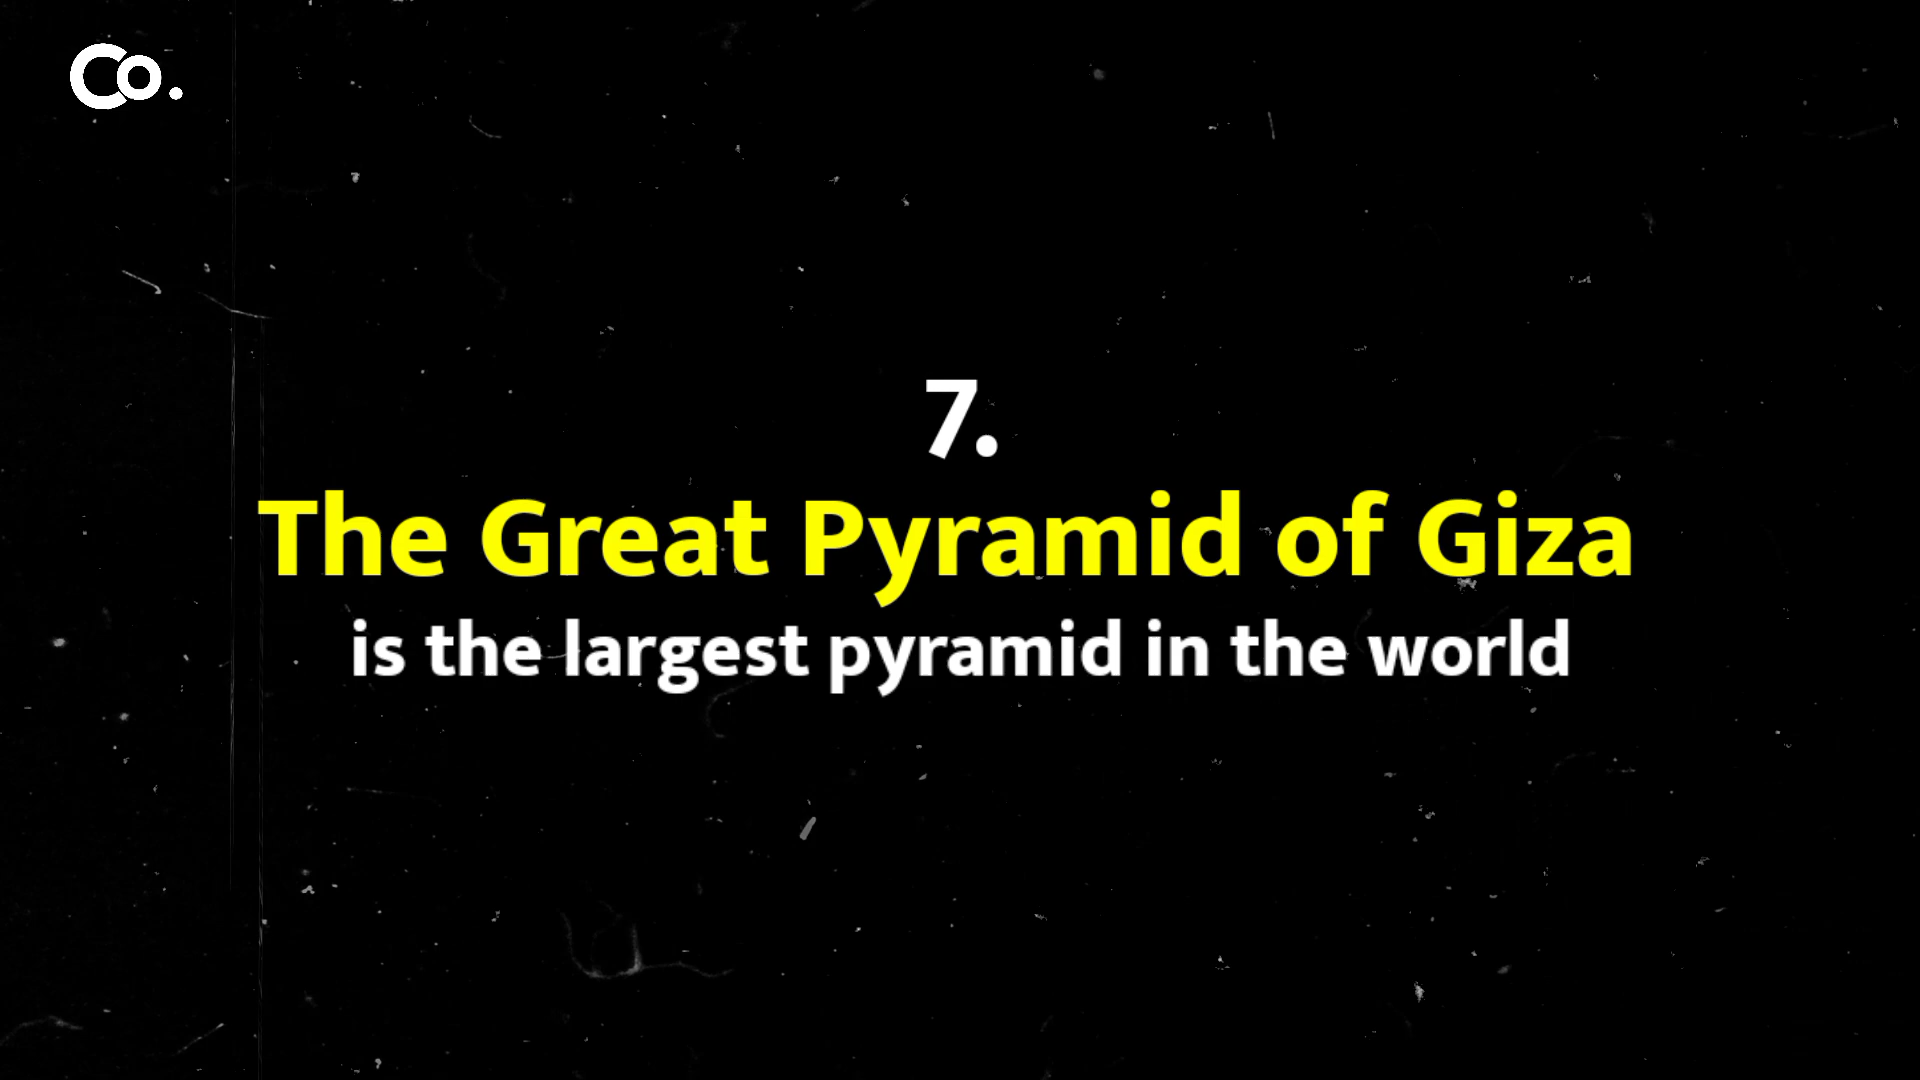 Co.
7.
The Great Pyramid of Giza
is the largest pyramid in the world